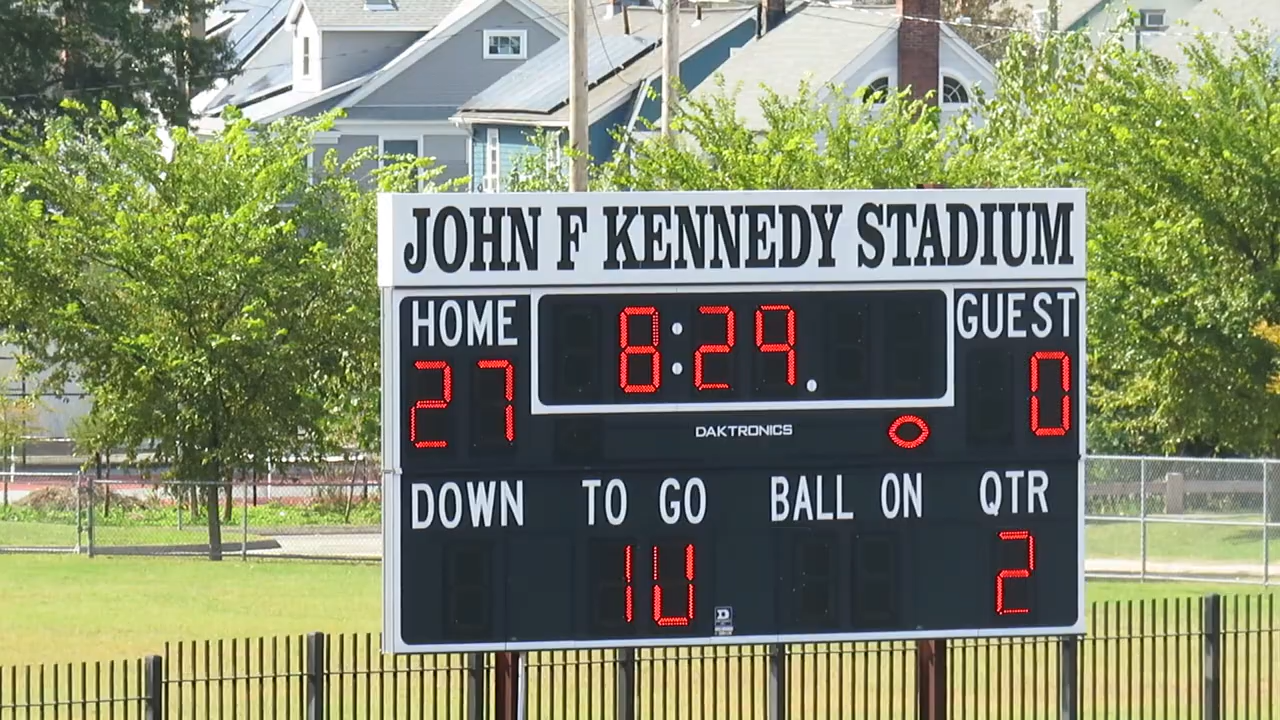 JOHN F KENNEDY STADIUM
HOME 8:29. GUEST
27 0
DAKTRONICS
DOWN TO GO BALL ON QTR
10 2